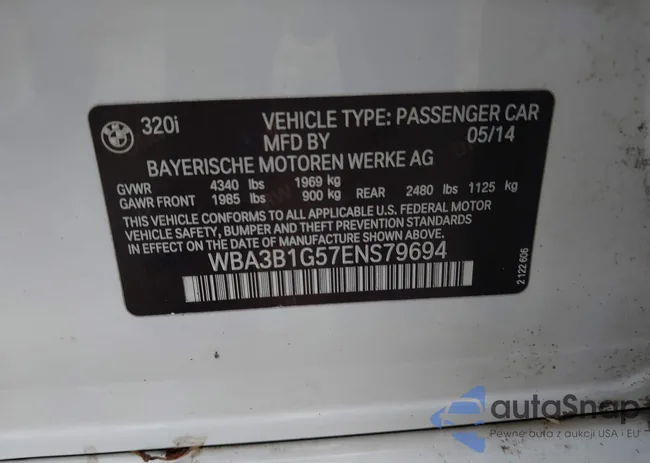 320i VEHICLE TYPE: PASSENGER CAR
MFD BY 05/14
BAYERISCHE MOTOREN WERKE AG
GVWR 4340 lbs 1969 kg
GAWR FRONT 1985 lbs 900 kg REAR 2480 lbs 1125 kg
THIS VEHICLE CONFORMS TO ALL APPLICABLE U.S. FEDERAL MOTOR
VEHICLE SAFETY, BUMPER AND THEFT PREVENTION STANDARDS
IN EFFECT ON THE DATE OF MANUFACTURE SHOWN ABOVE.
WBA3B1G57ENS79694
2 122 606
autoSnap
Pewne auta z aukcji USA · EU